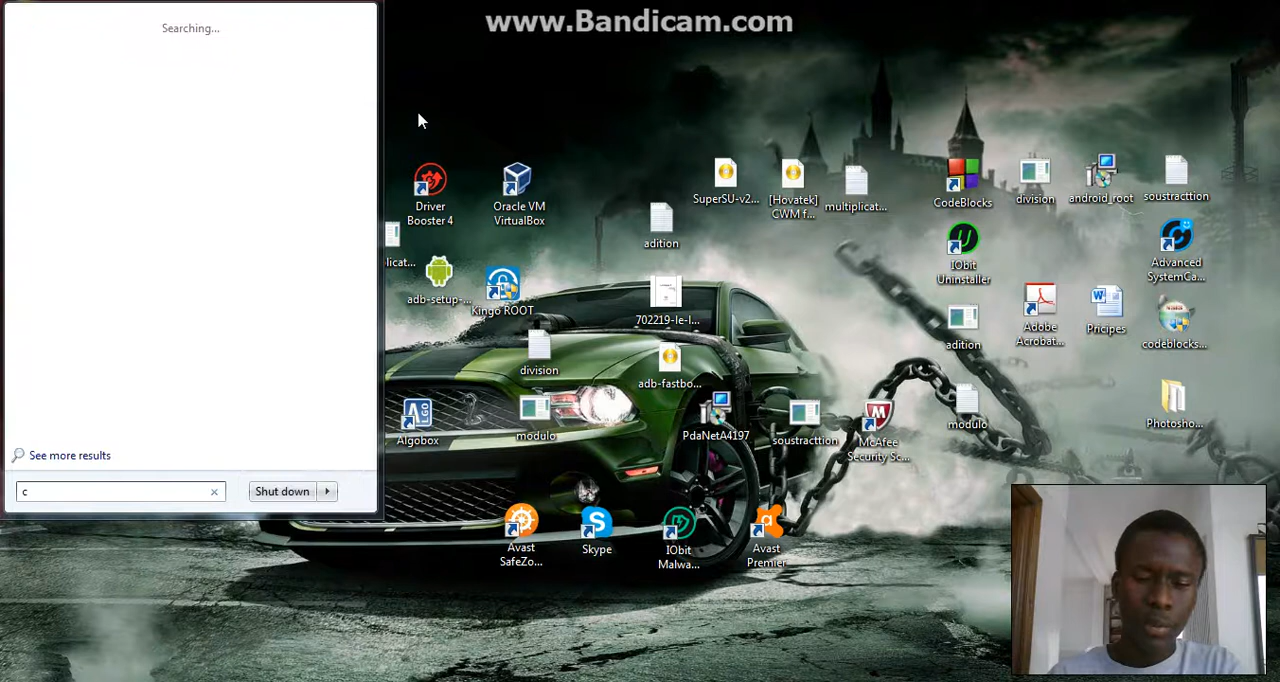 www.Bandicam.com
Searching...
See more results
c
Shut down
Driver
Booster 4
Oracle VM
VirtualBox
SuperSU-v2...
[Hovatek]
CWM f...
multiplicat...
CodeBlocks
division
android_root
soustracttion
adition
licat...
IObit
Uninstaller
Advanced
SystemCa...
adb-setup-...
Kingo ROOT
702219-le-l...
adition
Adobe
Acrobat...
Pricipes
codeblocks...
division
adb-fastbo...
Algobox
modulo
PdaNetA4197
soustracttion
McAfee
Security Sc...
modulo
Photosho...
Avast
SafeZo...
Skype
IObit
Malwa...
Avast
Premier